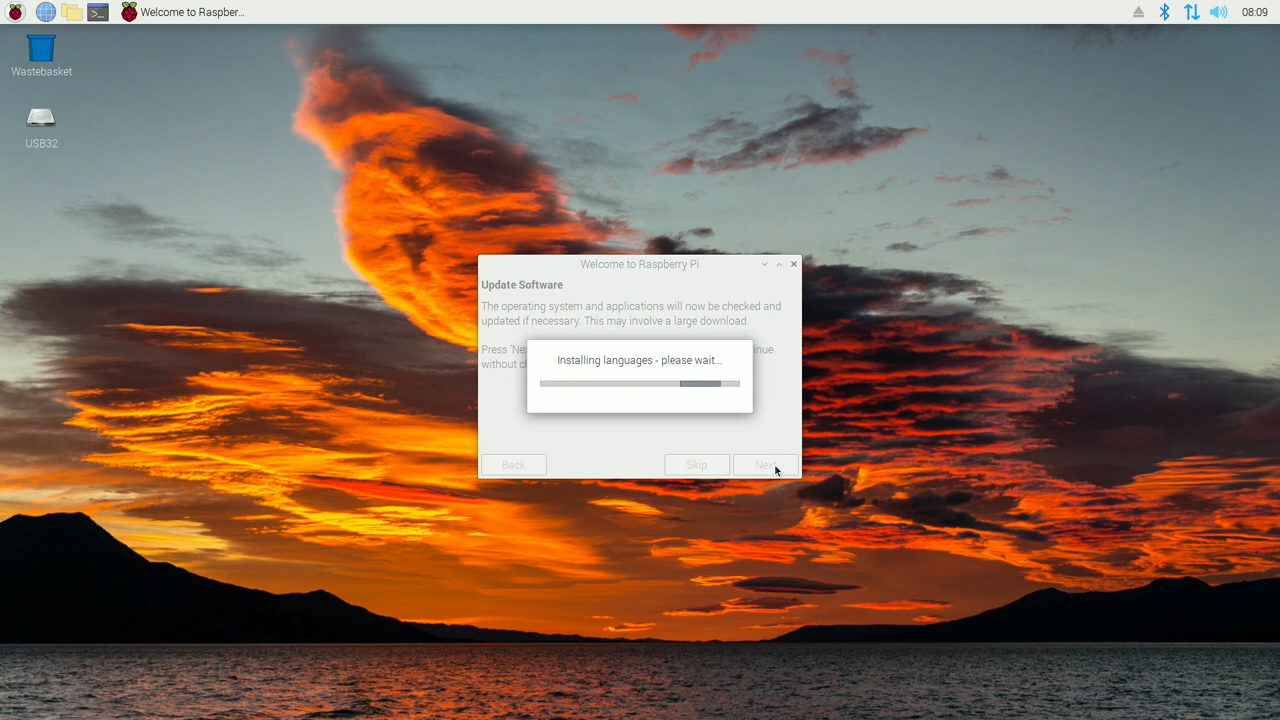 Welcome to Raspber...
08:09
Wastebasket
USB32
Welcome to Raspberry Pi
Update Software
The operating system and applications will now be checked and
updated if necessary. This may involve a large download.
Press
without
Installing languages - please wait...
Back
Skip
Next